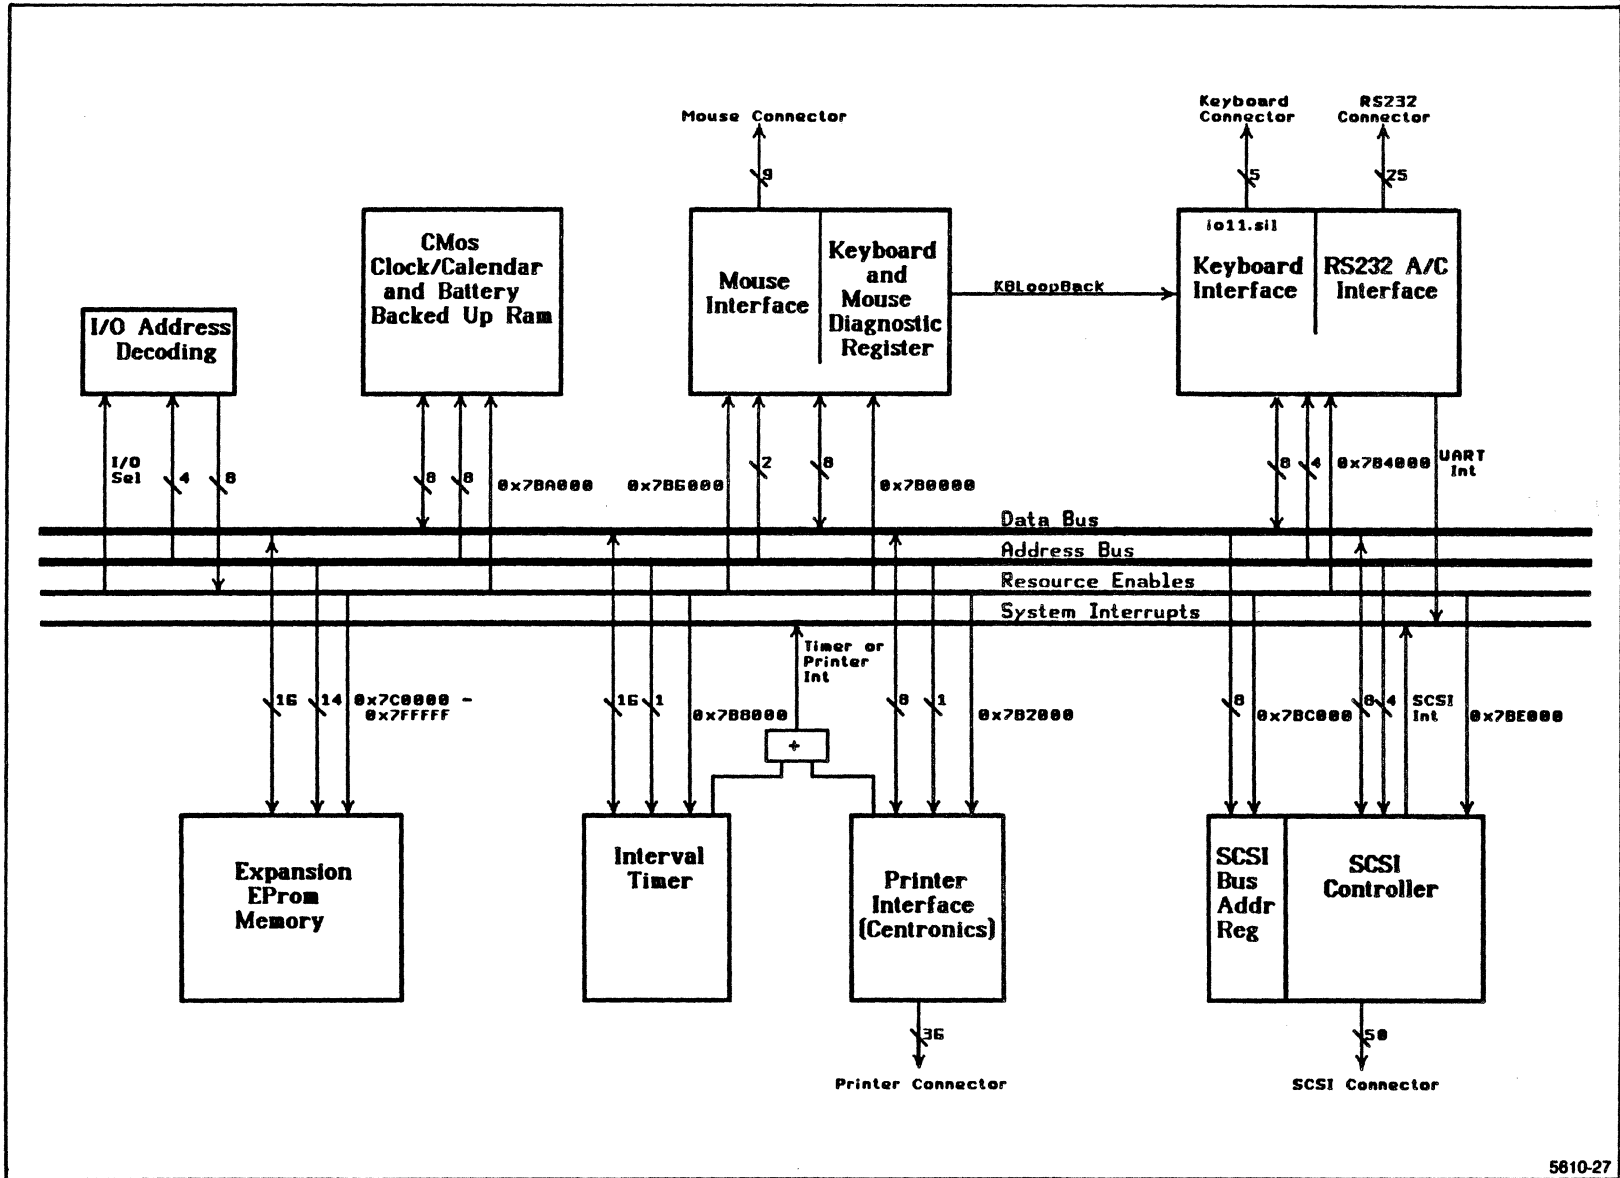 Mouse Connector
9
Keyboard
Connector
5
RS232
Connector
25
CMos
Clock/Calendar
and Battery
Backed Up Ram
Mouse
Interface
Keyboard
and
Mouse
Diagnostic
Register
KBLoopBack
io11.sil
Keyboard
Interface
RS232 A/C
Interface
I/O Address
Decoding
I/O
Sel
4
8
8
8
0x7BA000
0x7B6000
2
8
0x7B0000
8
4
0x7B4000
UART
Int
Data Bus
Address Bus
Resource Enables
System Interrupts
16
14
0x7C0000 -
0x7FFFFF
16
1
0x7B8000
Timer or
Printer
Int
+
8
1
0x7B2000
8
0x7BC000
8
4
SCSI
Int
0x7BE000
Expansion
EProm
Memory
Interval
Timer
Printer
Interface
(Centronics)
SCSI
Bus
Addr
Reg
SCSI
Controller
36
Printer Connector
50
SCSI Connector
5610-27